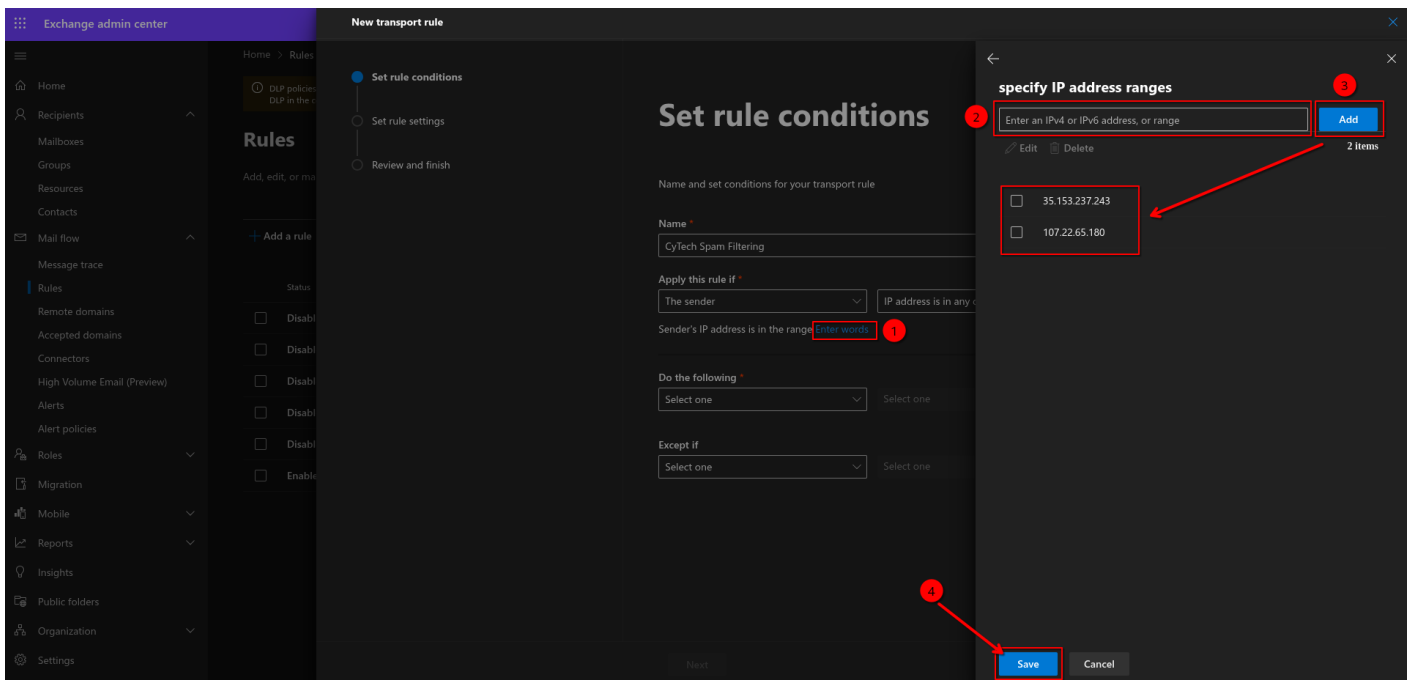 Exchange admin center
New transport rule
Home > Rules
DLP policies
DLP in the c
Rules
Add, edit, or ma
Add a rule
Status
Disabl
Disabl
Disabl
Disabl
Disabl
Enable
Home
Recipients
Mailboxes
Groups
Resources
Contacts
Mail flow
Message trace
Rules
Remote domains
Accepted domains
Connectors
High Volume Email (Preview)
Alerts
Alert policies
Roles
Migration
Mobile
Reports
Insights
Public folders
Organization
Settings
Set rule conditions
Set rule settings
Review and finish
Set rule conditions
Name and set conditions for your transport rule
Name *
CyTech Spam Filtering
Apply this rule if *
The sender
IP address is in any o
Sender's IP address is in the range Enter words
1
Do the following *
Select one
Select one
Except if
Select one
Select one
Next
specify IP address ranges
3
2
Enter an IPv4 or IPv6 address, or range
Add
Edit
Delete
2 items
35.153.237.243
107.22.65.180
4
Save
Cancel